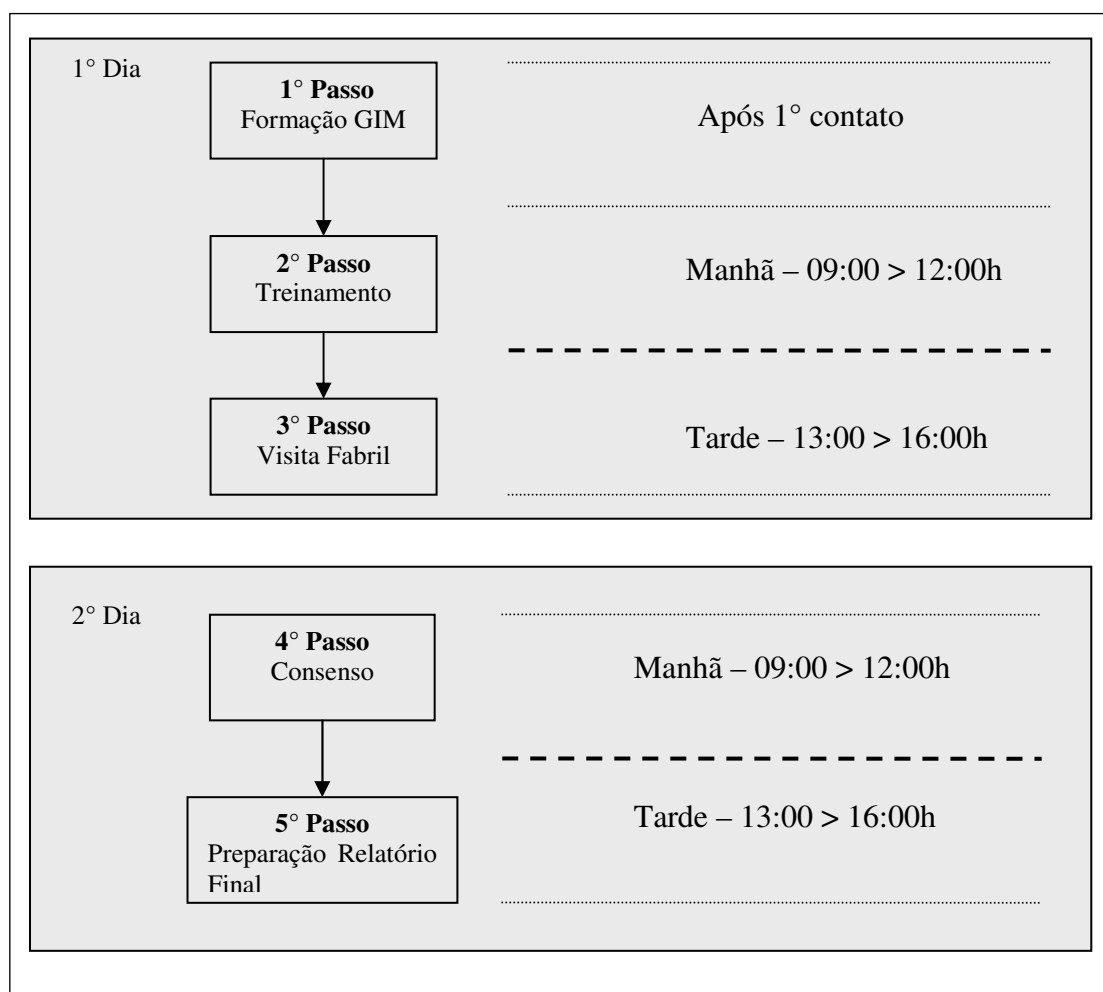 1° Dia
1° Passo
Formação GIM
Após 1° contato
2° Passo
Treinamento
Manhã – 09:00 > 12:00h
3° Passo
Visita Fabril
Tarde – 13:00 > 16:00h
2° Dia
4° Passo
Consenso
Manhã – 09:00 > 12:00h
5° Passo
Preparação Relatório
Final
Tarde – 13:00 > 16:00h